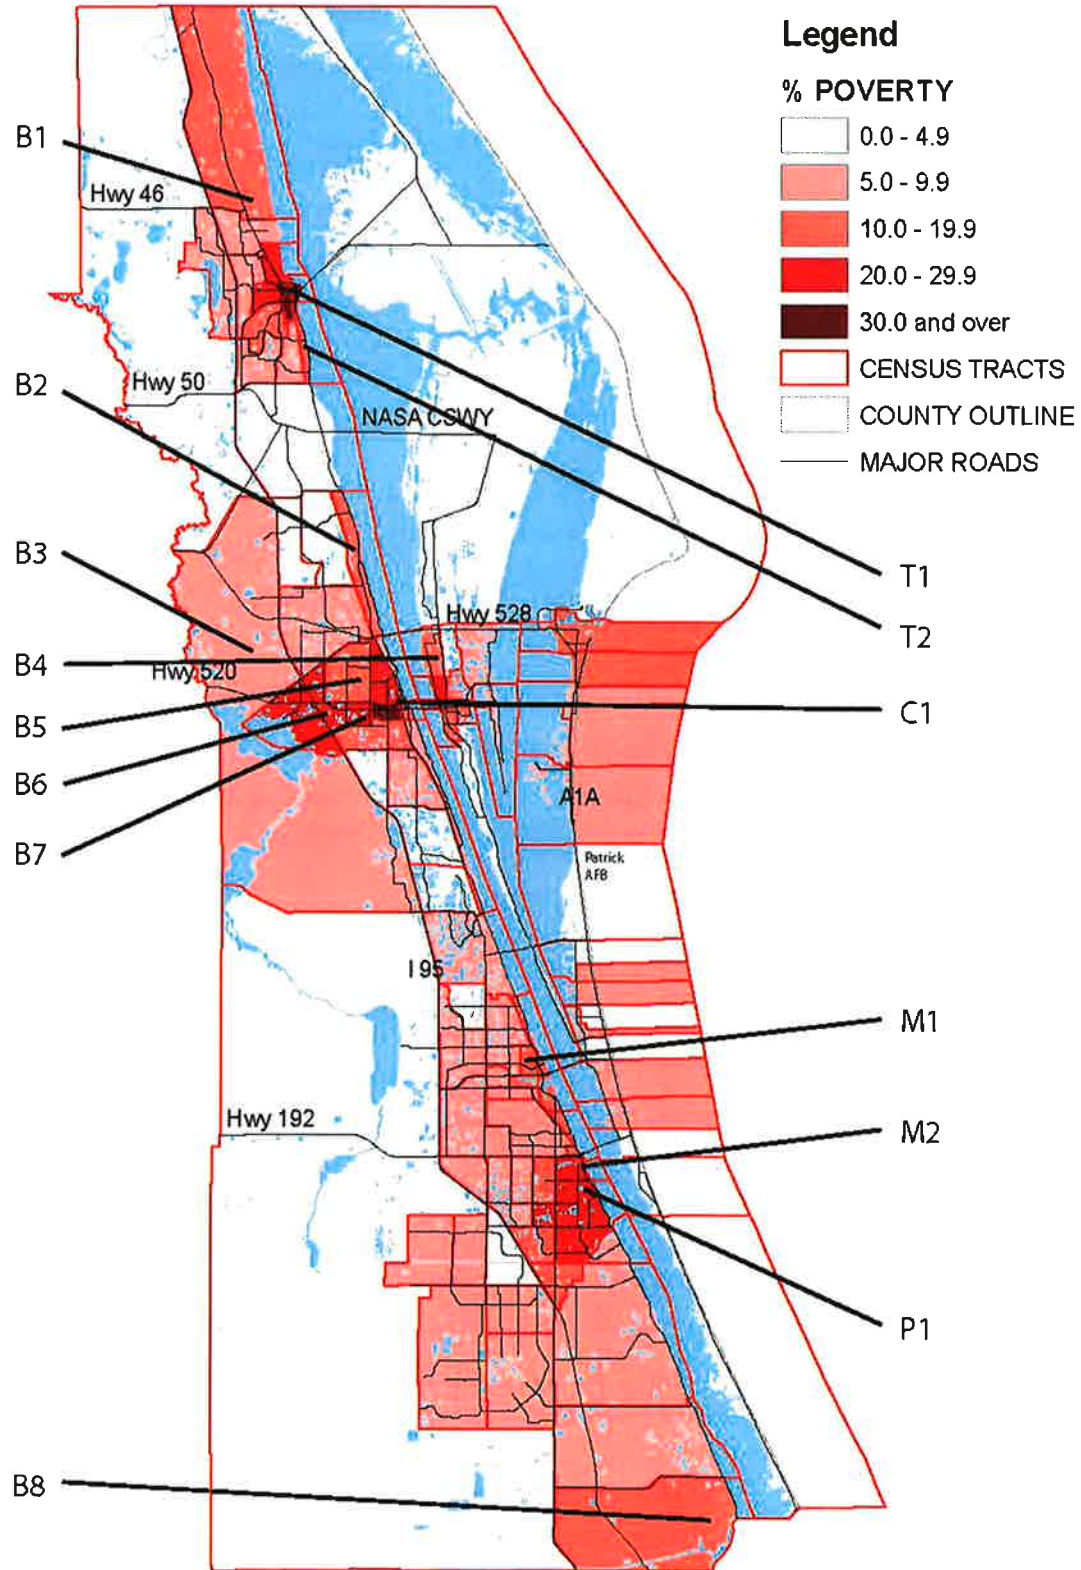 Legend
% POVERTY
0.0 - 4.9
5.0 - 9.9
10.0 - 19.9
20.0 - 29.9
30.0 and over
CENSUS TRACTS
COUNTY OUTLINE
MAJOR ROADS
B1
Hwy 46
B2
Hwy 50
NASA CSWY
B3
T1
Hwy 528
T2
B4
Hwy 520
B5
C1
B6
A1A
B7
Patrick
AFB
I 95
M1
Hwy 192
M2
P1
B8